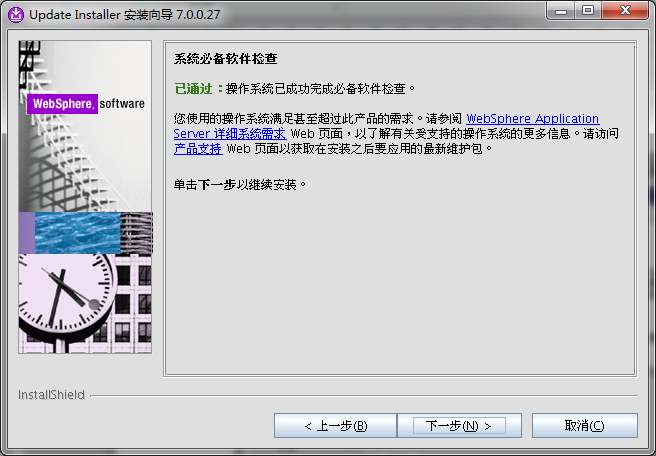 Update Installer 安装向导 7.0.0.27
WebSphere. software
系统必备软件检查
已通过：操作系统已成功完成必备软件检查。
您使用的操作系统满足甚至超过此产品的需求。请参阅 WebSphere Application
Server 详细系统需求 Web 页面，以了解有关受支持的操作系统的更多信息。请访问
产品支持 Web 页面以获取在安装之后要应用的最新维护包。
单击下一步以继续安装。
InstallShield
< 上一步(B)
下一步(N) >
取消(C)